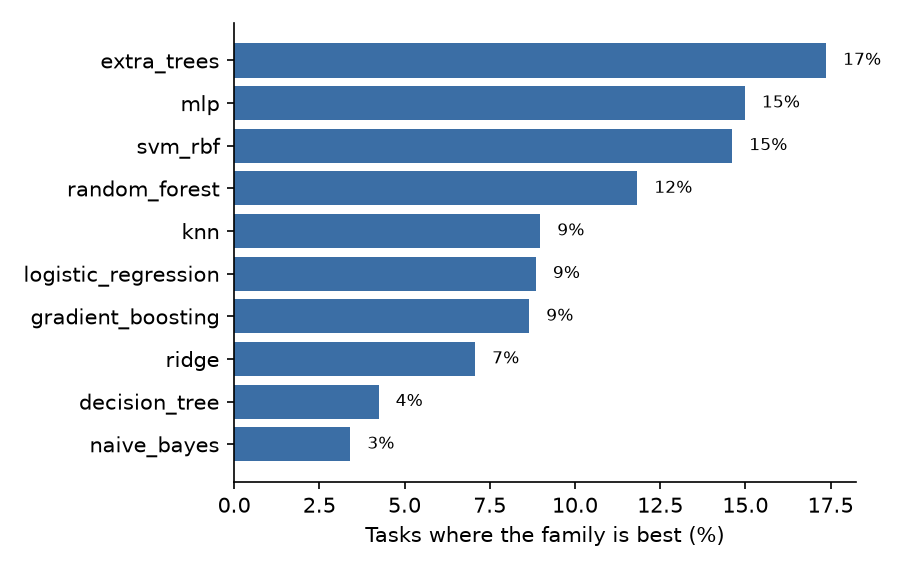 extra_trees 17%
mlp 15%
svm_rbf 15%
random_forest 12%
knn 9%
logistic_regression 9%
gradient_boosting 9%
ridge 7%
decision_tree 4%
naive_bayes 3%
0.0 2.5 5.0 7.5 10.0 12.5 15.0 17.5
Tasks where the family is best (%)